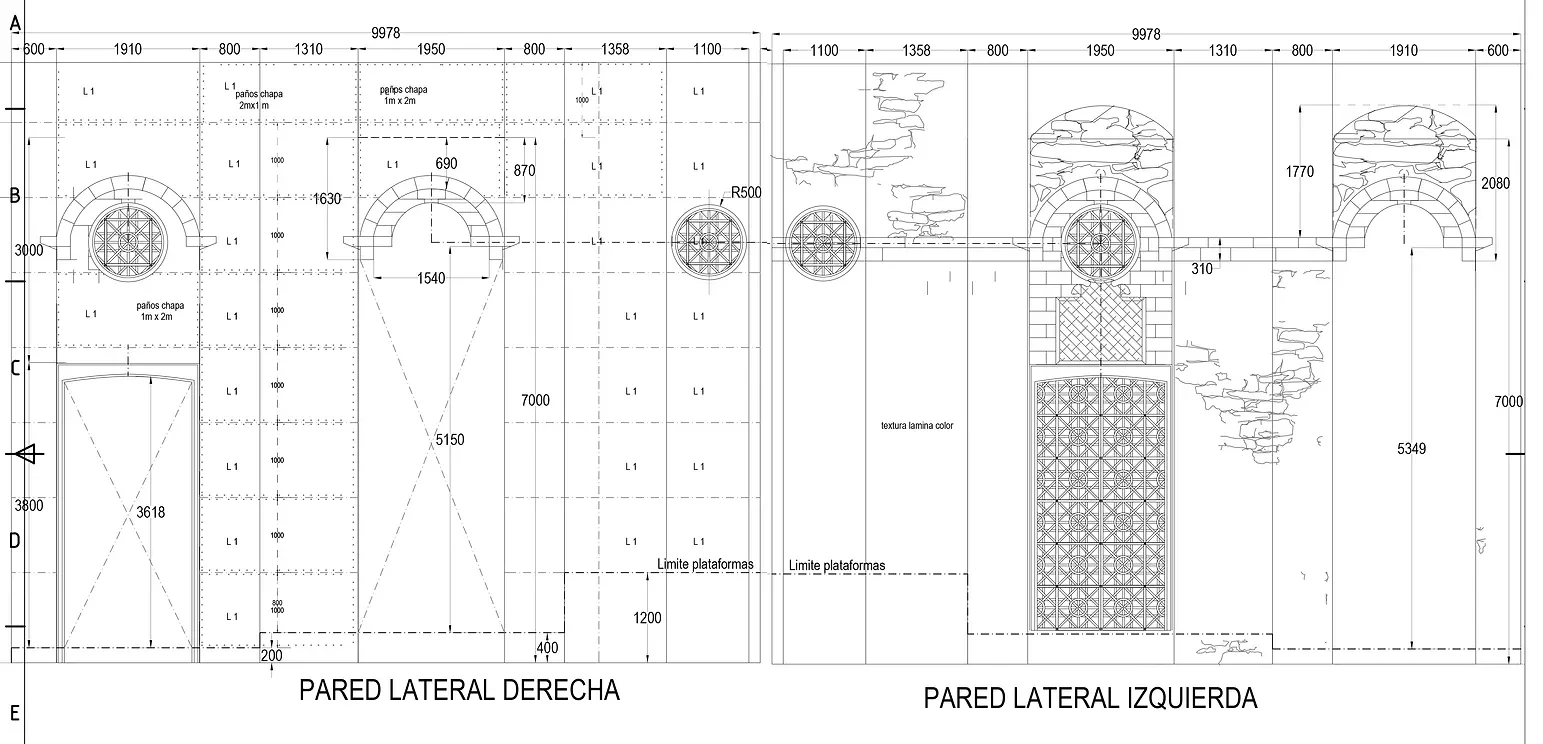 A
9978
9978
600
1910
800
1310
1950
800
1358
1100
1100
1358
800
1950
1310
800
1910
600
L 1
L 1
paños chapa
2mx1 m
paños chapa
1m x 2m
1000
L 1
L 1
L 1
L 1
1000
L 1
690
870
L 1
L 1
1770
2080
B
1630
R500
3000
L 1
1000
L 1
L 1
1540
310
paños chapa
1m x 2m
L 1
L 1
1000
L 1
L 1
C
L 1
1000
7000
L 1
L 1
7000
textura lamina color
5150
5349
L 1
1000
L 1
L 1
3800
3618
D
1000
L 1
L 1
Limite plataformas
Limite plataformas
800
1000
L 1
1200
200
400
PARED LATERAL DERECHA
PARED LATERAL IZQUIERDA
E